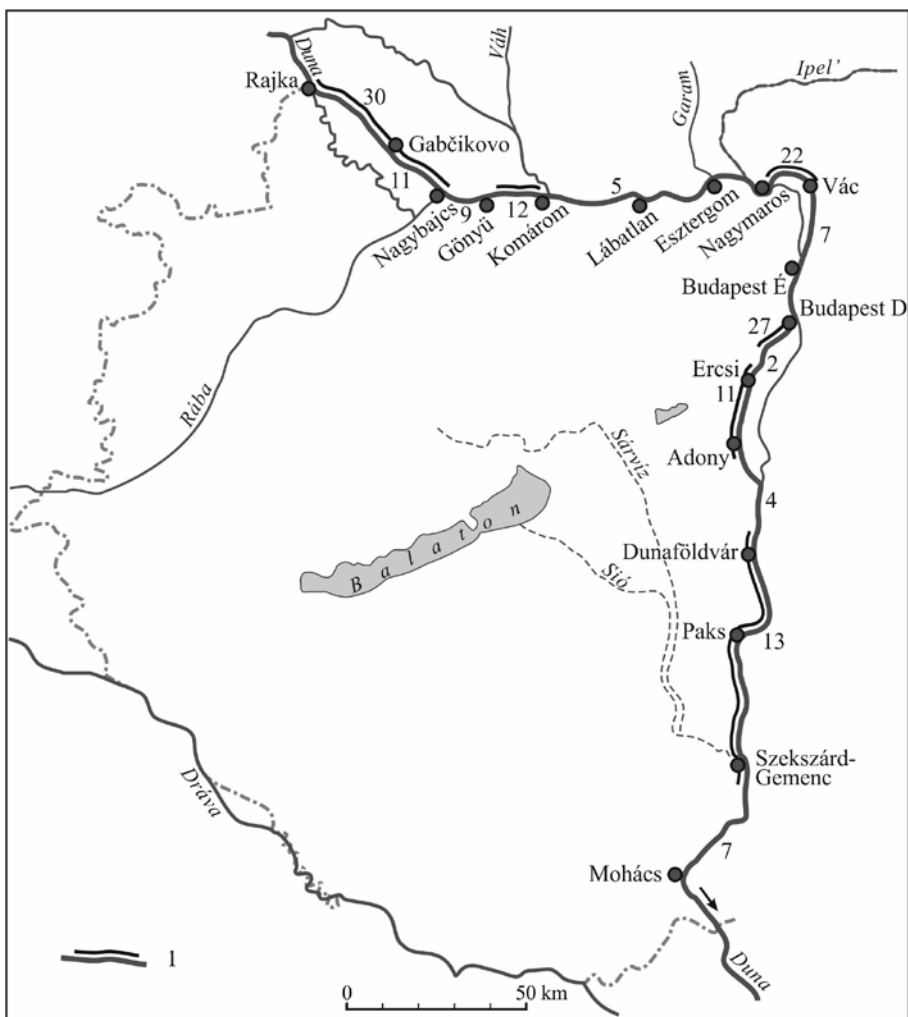 Duna
Váh
Ipel'
Rajka
30
Garam
Gabčikovo
22
11
5
Vác
9
12
Nagybajcs
Gönyü
Komárom
Lábatlan
Esztergom
Nagymaros
7
Budapest É
Budapest D
27
2
Ercsi
11
Rába
Sárvíz
Adony
4
Balaton
Dunaföldvár
Sió
Paks
13
Szekszárd-
Gemenc
Dráva
7
Mohács
1
Duna
0 50 km